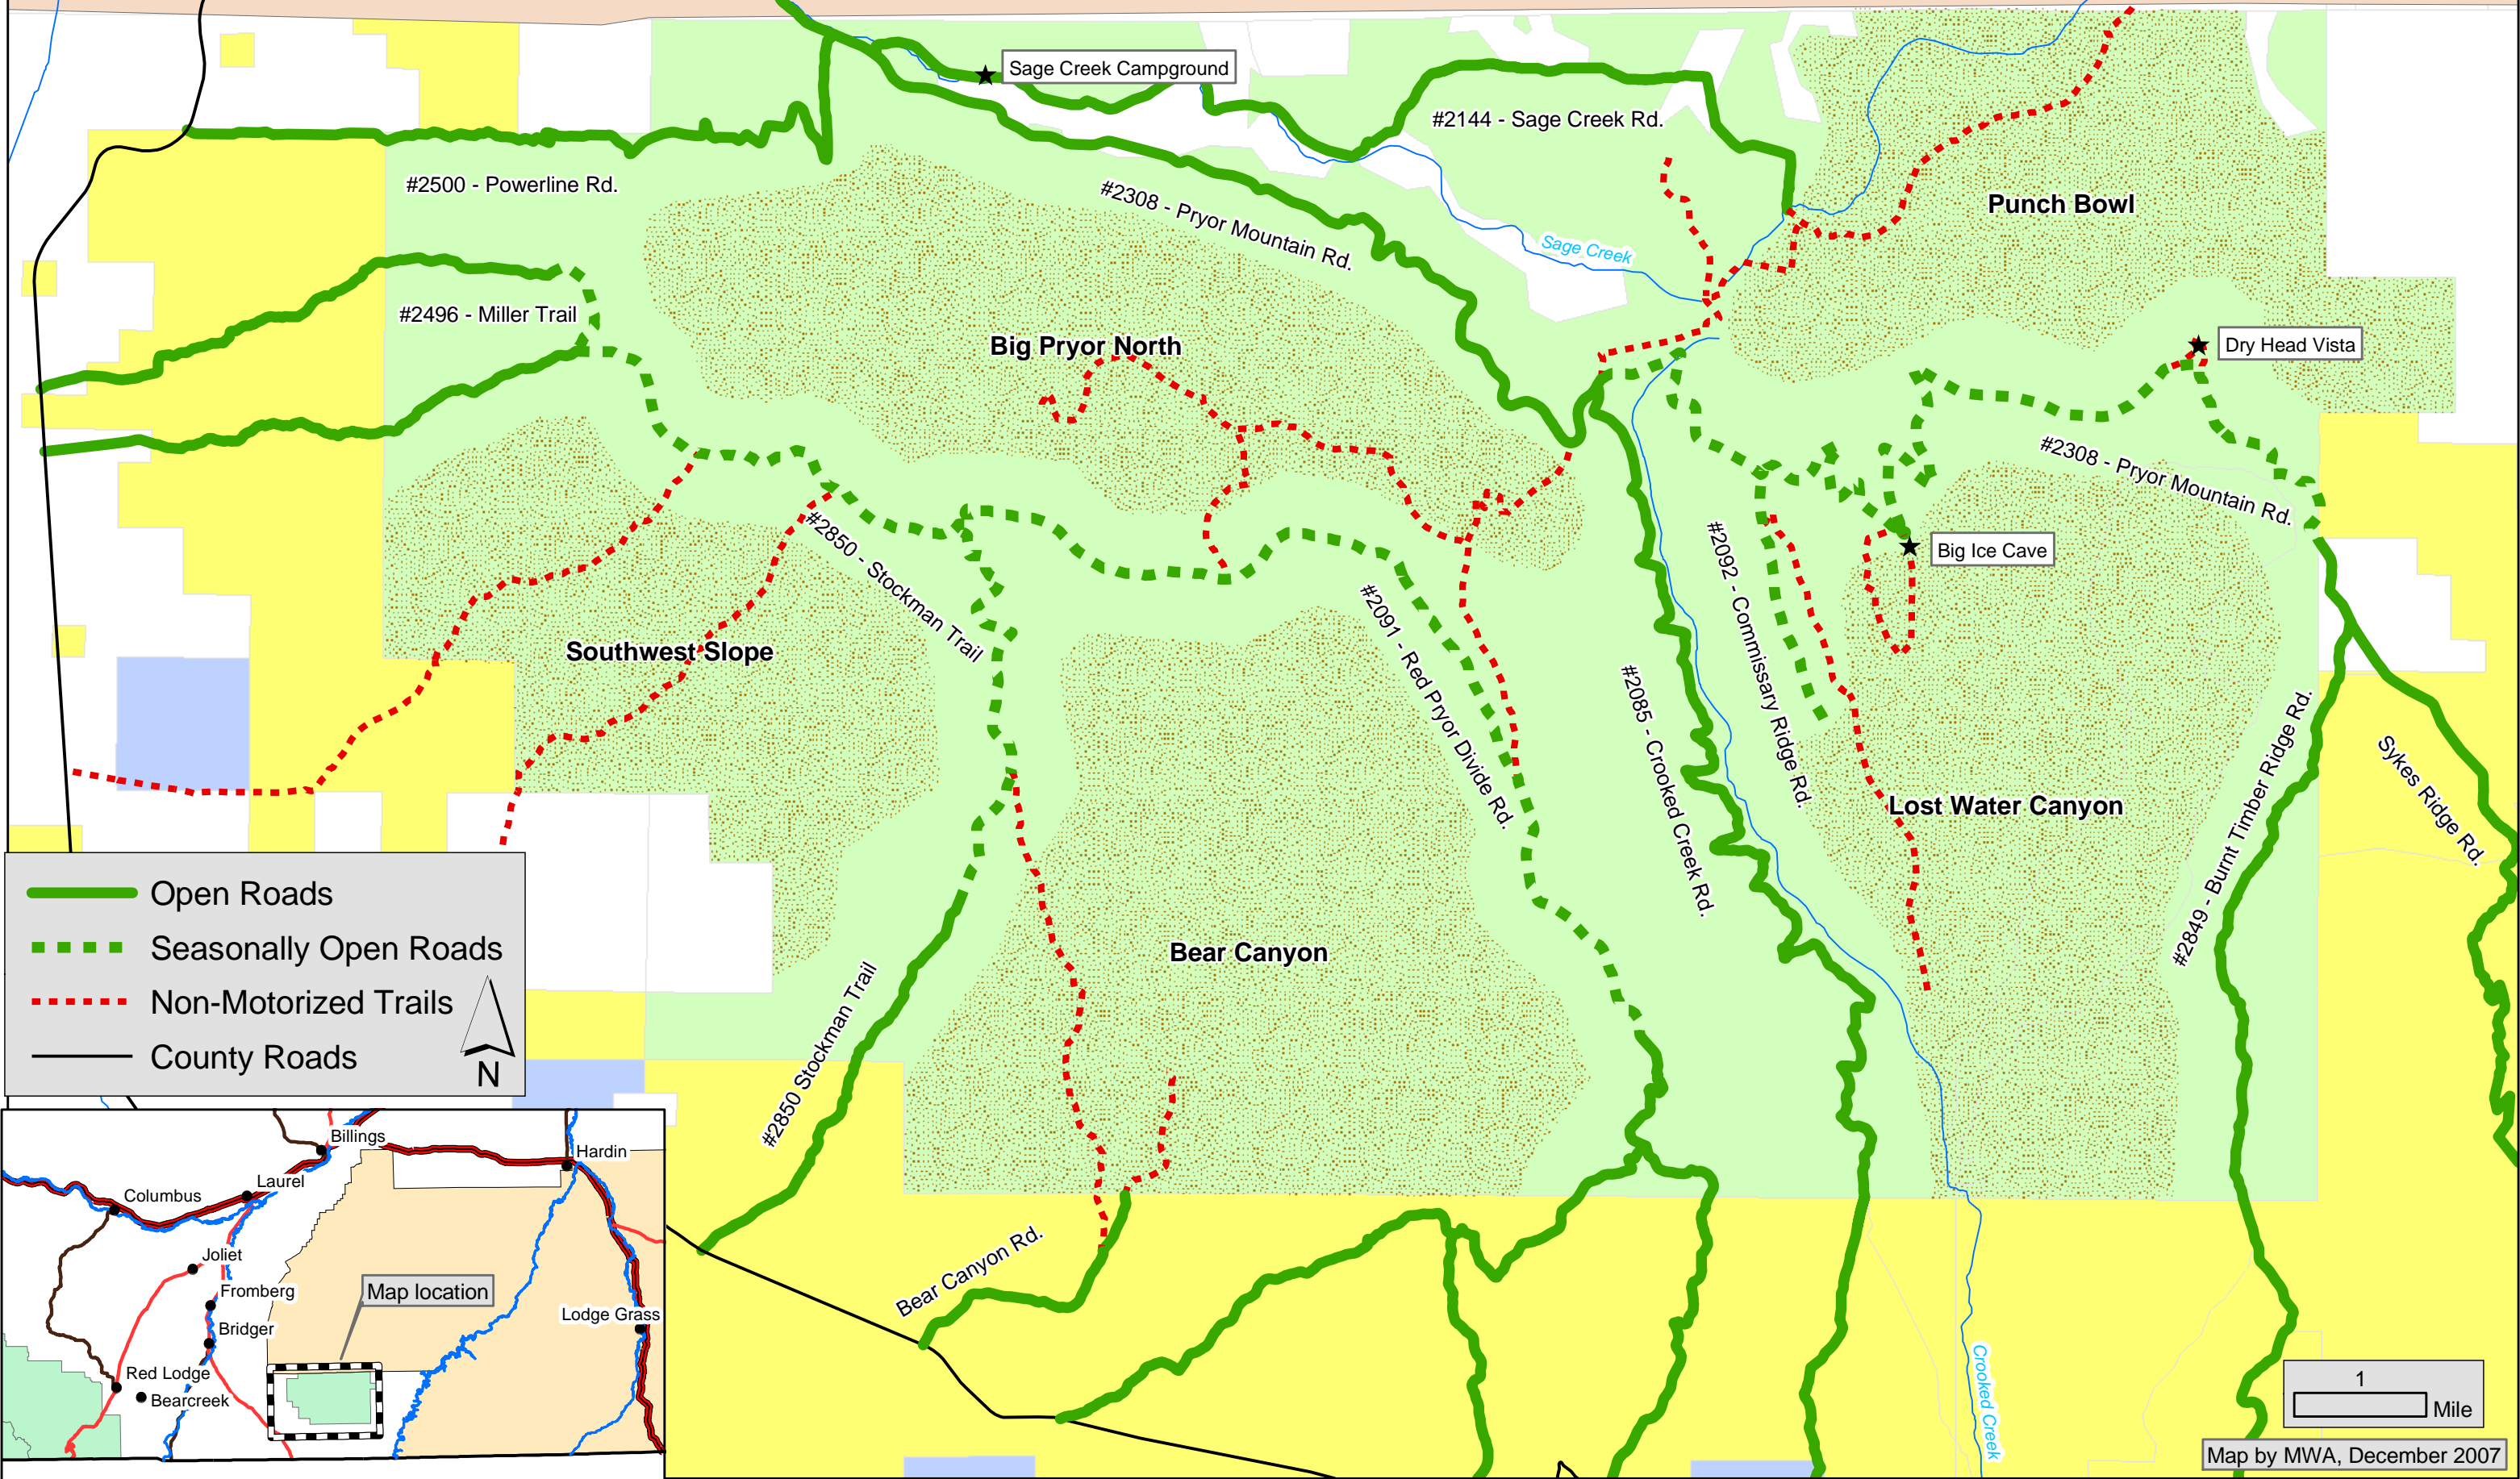 Sage Creek Campground
#2144 - Sage Creek Rd.
#2500 - Powerline Rd.
#2308 - Pryor Mountain Rd.
Punch Bowl
Sage Creek
#2496 - Miller Trail
Big Pryor North
Dry Head Vista
#2308 - Pryor Mountain Rd.
#2850 - Stockman Trail
Big Ice Cave
#2092 - Commissary Ridge Rd.
#2091 - Red Pryor Divide Rd.
Southwest Slope
#2085 - Crooked Creek Rd.
#2849 - Burnt Timber Ridge Rd.
Sykes Ridge Rd.
Lost Water Canyon
Bear Canyon
#2850 Stockman Trail
Bear Canyon Rd.
Crooked Creek
Open Roads
Seasonally Open Roads
Non-Motorized Trails
County Roads
N
Billings
Hardin
Laurel
Columbus
Joliet
Fromberg
Map location
Lodge Grass
Bridger
Red Lodge
Bearcreek
1
Mile
Map by MWA, December 2007